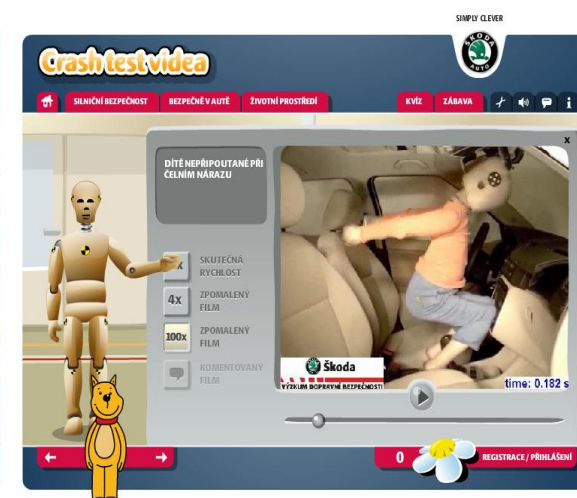 SIMPLY CLEVER
ŠKODA
AUTO
Crash test videa
SILNIČNÍ BEZPEČNOST BEZPEČNĚ V AUTĚ ŽIVOTNÍ PROSTŘEDÍ KVÍZ ZÁBAVA i
x
DÍTĚ NEPŘIPOUTANÉ PŘI
ČELNÍM NÁRAZU
x SKUTEČNÁ
RYCHLOST
4x ZPOMALENÝ
FILM
100x ZPOMALENÝ
FILM
KOMENTOVANÝ
FILM
Škoda
VÝZKUM DOPRAVNÍ BEZPEČNOSTI
time: 0.182 s
0 REGISTRACE / PŘIHLÁŠENÍ